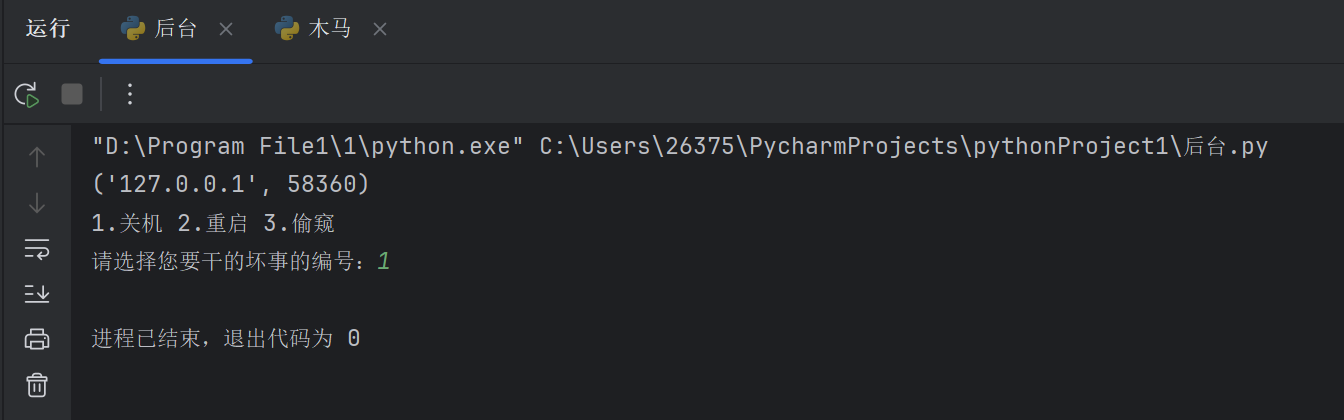 运行 后台 木马
"D:\Program File1\1\python.exe" C:\Users\26375\PycharmProjects\pythonProject1\后台.py
('127.0.0.1', 58360)
1.关机 2.重启 3.偷窥
请选择您要干的坏事的编号：1
进程已结束，退出代码为 0